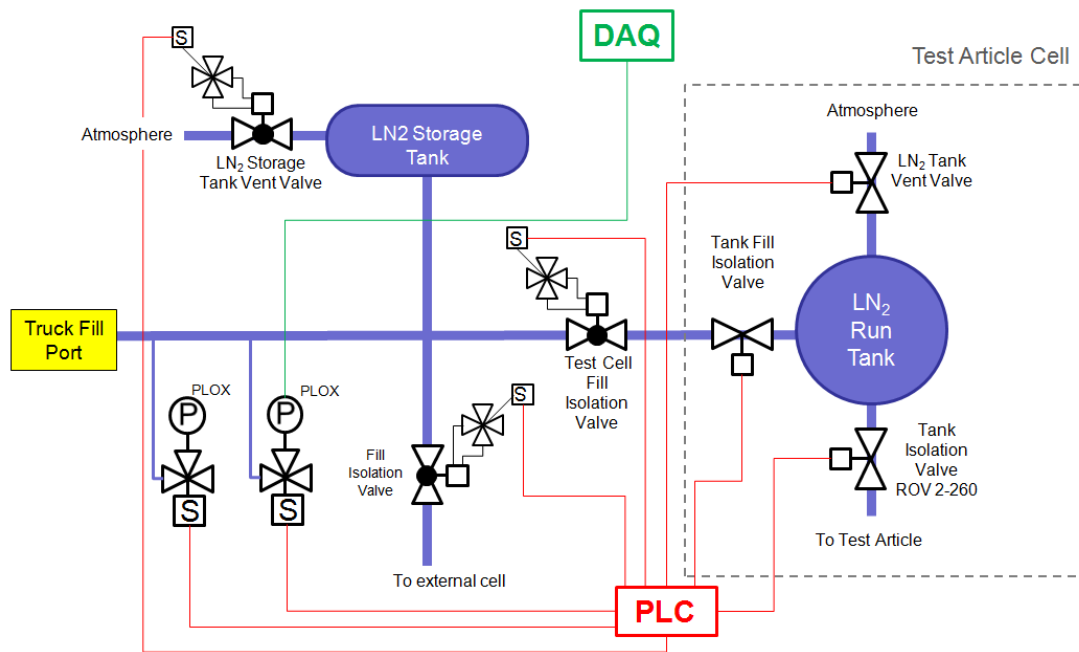 DAQ
Test Article Cell
S
Atmosphere
LN2 Storage
Tank
LN₂ Storage
Tank Vent Valve
Atmosphere
LN₂ Tank
Vent Valve
S
Tank Fill
Isolation
Valve
LN₂
Run
Tank
Truck Fill
Port
Test Cell
Fill
Isolation
Valve
PLOX
P
PLOX
P
S
Fill
Isolation
Valve
Tank
Isolation
Valve
ROV 2-260
S
S
To Test Article
To external cell
PLC